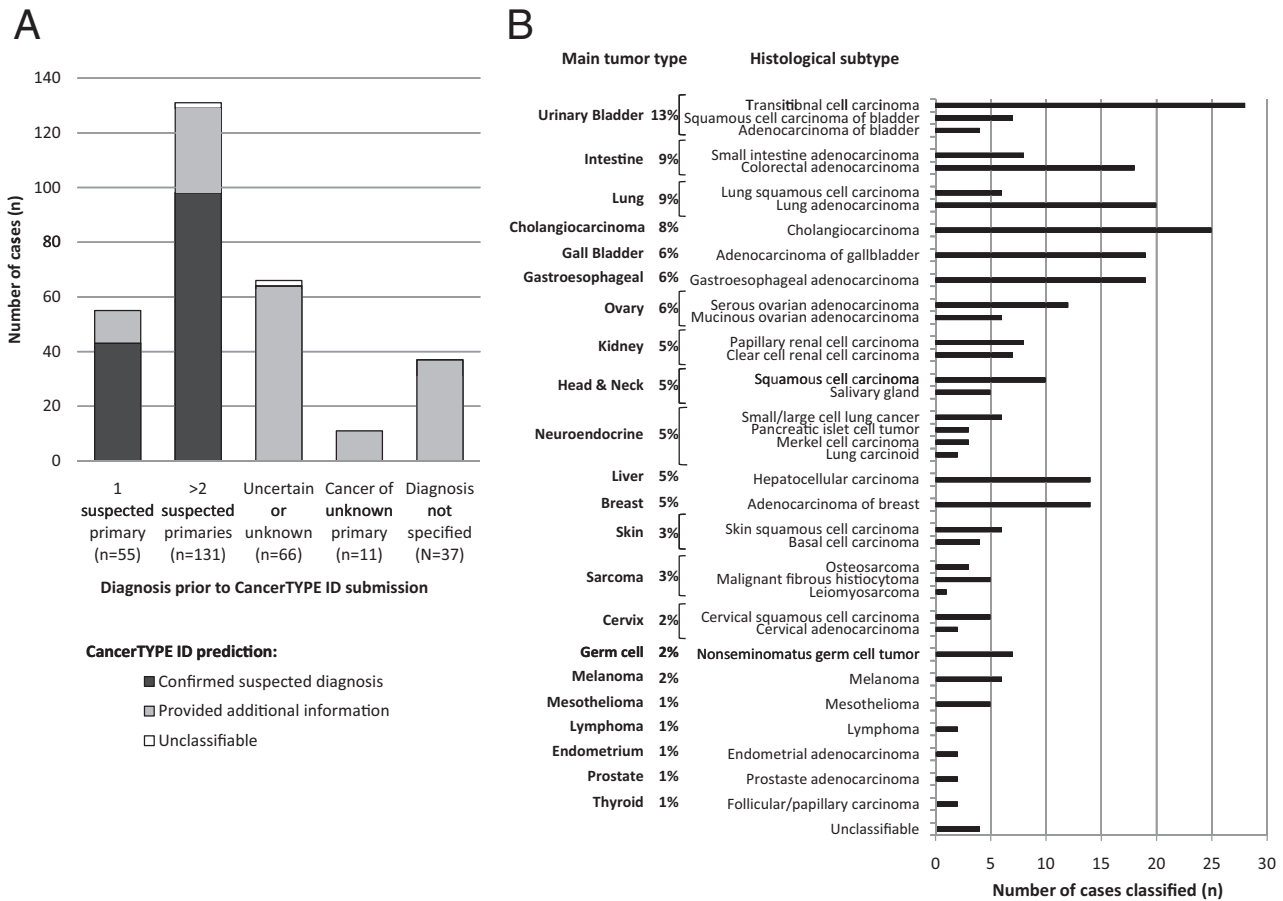 A
140
120
100
80
60
40
20
0
Number of cases (n)
1 suspected primary (n=55)
>2 suspected primaries (n=131)
Uncertain or unknown (n=66)
Cancer of unknown primary (n=11)
Diagnosis not specified (N=37)
Diagnosis prior to CancerTYPE ID submission
CancerTYPE ID prediction:
Confirmed suspected diagnosis
Provided additional information
Unclassifiable
B
Main tumor type Histological subtype
Urinary Bladder 13%
Transitional cell carcinoma
Squamous cell carcinoma of bladder
Adenocarcinoma of bladder
Intestine 9%
Small intestine adenocarcinoma
Colorectal adenocarcinoma
Lung 9%
Lung squamous cell carcinoma
Lung adenocarcinoma
Cholangiocarcinoma 8% Cholangiocarcinoma
Gall Bladder 6% Adenocarcinoma of gallbladder
Gastroesophageal 6% Gastroesophageal adenocarcinoma
Ovary 6%
Serous ovarian adenocarcinoma
Mucinous ovarian adenocarcinoma
Kidney 5%
Papillary renal cell carcinoma
Clear cell renal cell carcinoma
Head & Neck 5%
Squamous cell carcinoma
Salivary gland
Neuroendocrine 5%
Small/large cell lung cancer
Pancreatic islet cell tumor
Merkel cell carcinoma
Lung carcinoid
Liver 5% Hepatocellular carcinoma
Breast 5% Adenocarcinoma of breast
Skin 3%
Skin squamous cell carcinoma
Basal cell carcinoma
Sarcoma 3%
Osteosarcoma
Malignant fibrous histiocytoma
Leiomyosarcoma
Cervix 2%
Cervical squamous cell carcinoma
Cervical adenocarcinoma
Germ cell 2% Nonseminomatus germ cell tumor
Melanoma 2% Melanoma
Mesothelioma 1% Mesothelioma
Lymphoma 1% Lymphoma
Endometrium 1% Endometrial adenocarcinoma
Prostate 1% Prostaste adenocarcinoma
Thyroid 1% Follicular/papillary carcinoma
Unclassifiable
0 5 10 15 20 25 30
Number of cases classified (n)